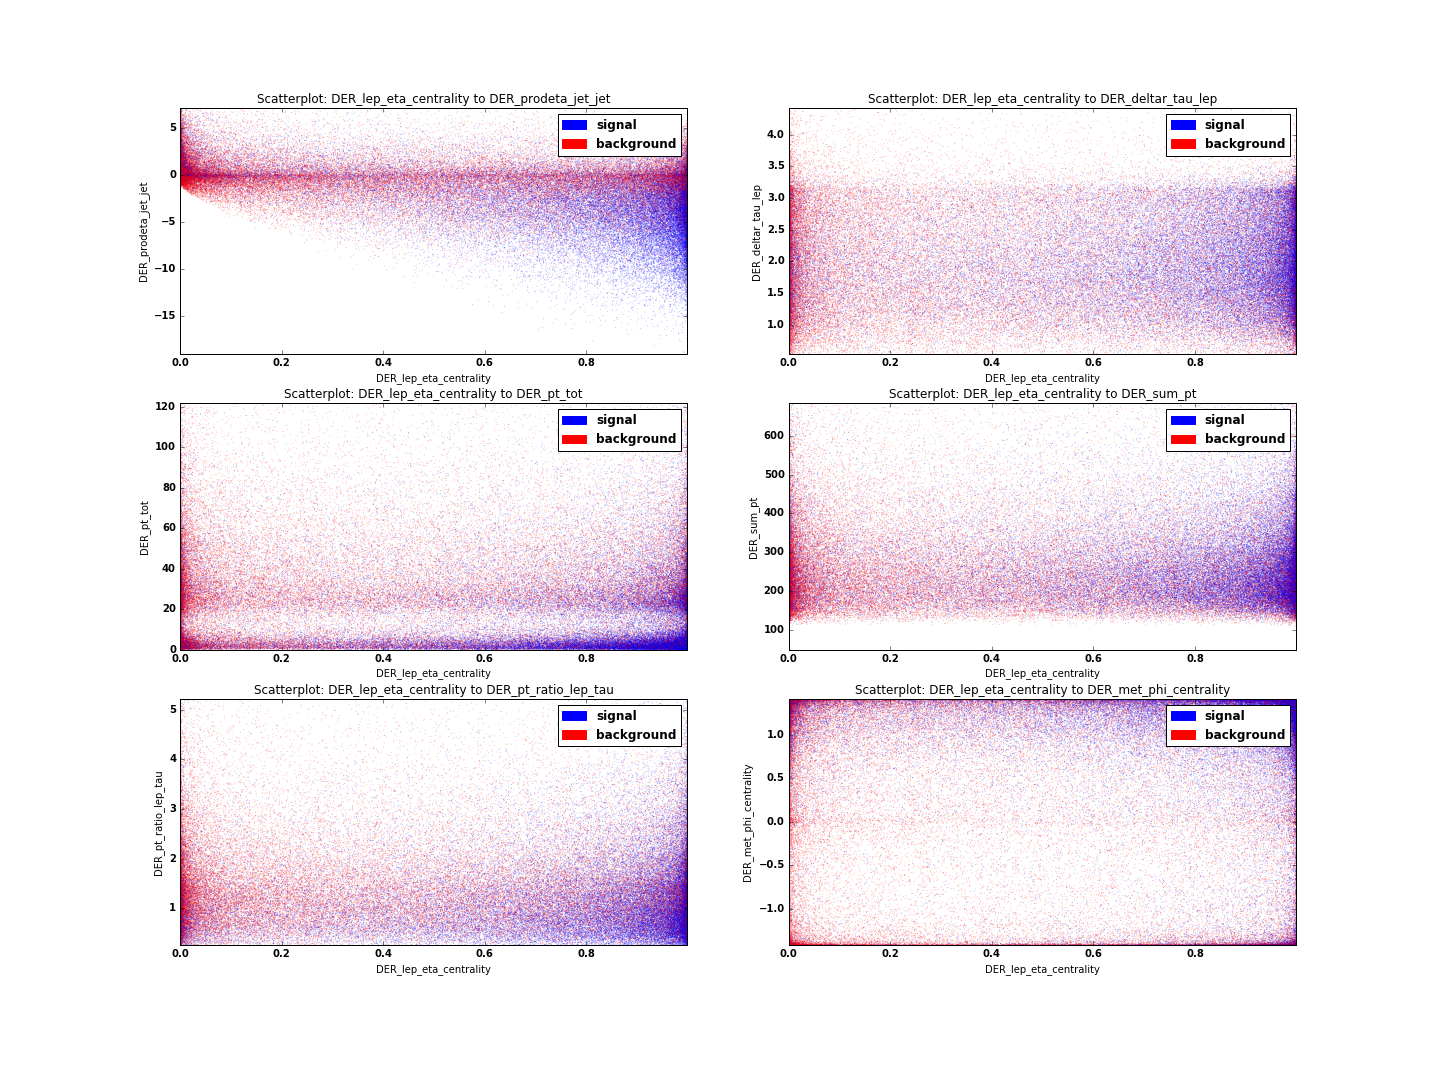 Scatterplot: DER_lep_eta_centrality to DER_prodeta_jet_jet
signal
background
5
0
−5
−10
−15
DER_prodeta_jet_jet
0.0 0.2 0.4 0.6 0.8
DER_lep_eta_centrality
Scatterplot: DER_lep_eta_centrality to DER_deltar_tau_lep
signal
background
4.0
3.5
3.0
2.5
2.0
1.5
1.0
DER_deltar_tau_lep
0.0 0.2 0.4 0.6 0.8
DER_lep_eta_centrality
Scatterplot: DER_lep_eta_centrality to DER_pt_tot
signal
background
120
100
80
60
40
20
0
DER_pt_tot
0.0 0.2 0.4 0.6 0.8
DER_lep_eta_centrality
Scatterplot: DER_lep_eta_centrality to DER_sum_pt
signal
background
600
500
400
300
200
100
DER_sum_pt
0.0 0.2 0.4 0.6 0.8
DER_lep_eta_centrality
Scatterplot: DER_lep_eta_centrality to DER_pt_ratio_lep_tau
signal
background
5
4
3
2
1
DER_pt_ratio_lep_tau
0.0 0.2 0.4 0.6 0.8
DER_lep_eta_centrality
Scatterplot: DER_lep_eta_centrality to DER_met_phi_centrality
signal
background
1.0
0.5
0.0
−0.5
−1.0
DER_met_phi_centrality
0.0 0.2 0.4 0.6 0.8
DER_lep_eta_centrality